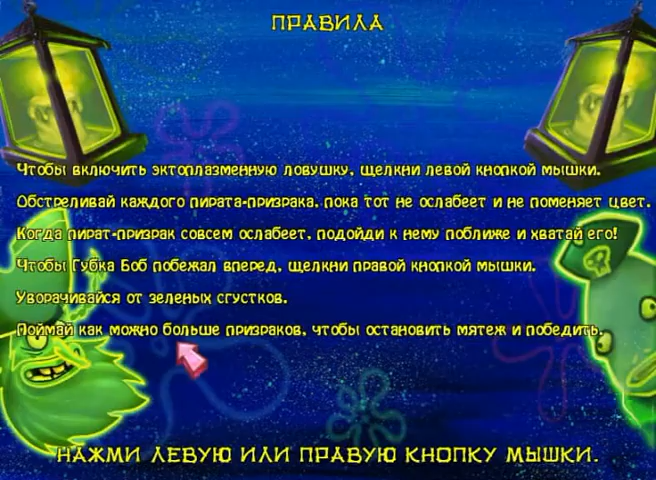 ПРАВИЛА
Чтобы включить эктоплазменную ловушку, щелкни левой кнопкой мышки.
Обстреливай каждого пирата-призрака, пока тот не ослабеет и не поменяет цвет.
Когда пират-призрак совсем ослабеет, подойди к нему поближе и хватай его!
Чтобы Губка Боб побежал вперед, щелкни правой кнопкой мышки.
Уворачивайся от зеленых сгустков.
Поймай как можно больше призраков, чтобы остановить мятеж и победить.
НАЖМИ ЛЕВУЮ ИЛИ ПРАВУЮ КНОПКУ МЫШКИ.